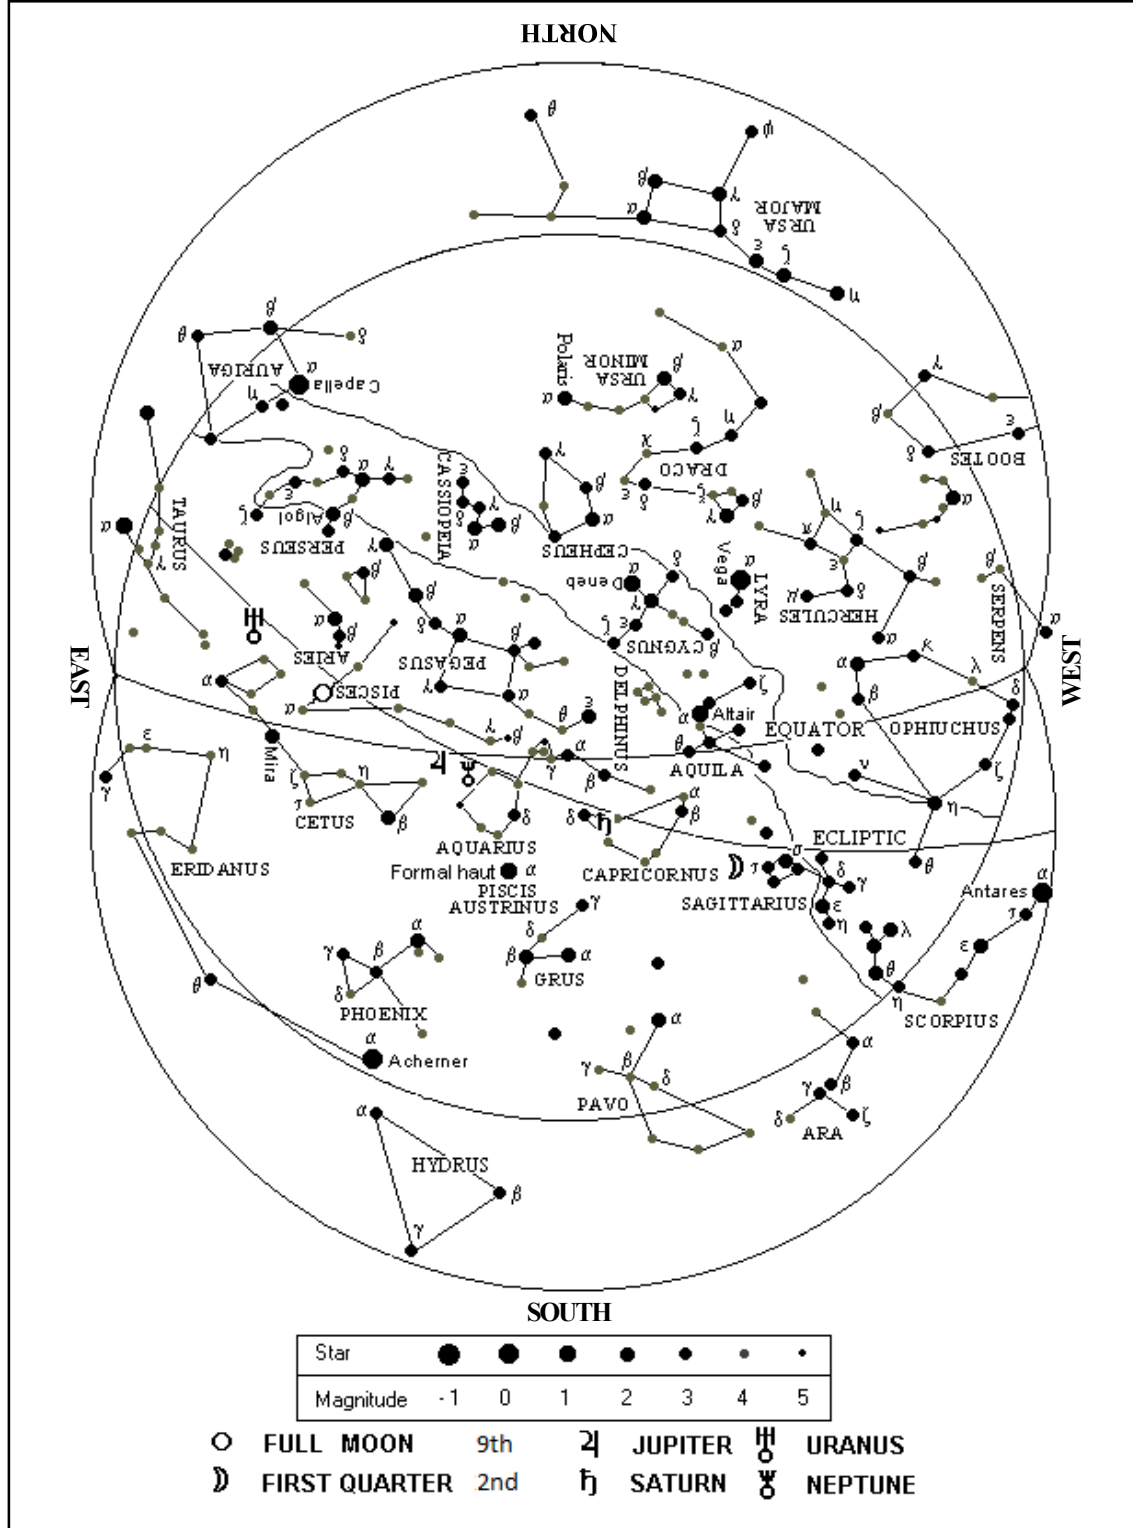 NORTH
θ
φ
β
γ
α
δ
URSA
MAJOR
ε
ζ
η
β
θ
δ
AURIGA
α
Capella
η
Polaris
α
URSA
MINOR
β
γ
α
η
ζ
χ
DRACO
ε
δ
β
γ
γ
β
δ
ε
BOOTES
α
TAURUS
α
γ
δ
α
γ
ε
ζ
Algol
β
PERSEUS
CASSIOPEIA
ε
δ
γ
α
β
γ
β
α
CEPHEUS
η
ζ
π
ε
β
μ
δ
HERCULES
α
SERPENS
α
γ
β
α
Deneb
δ
γ
ε
ζ
CYGNUS
β
Vega
α
LYRA
β
α
β
ARIES
β
δ
α
PEGASUS
β
γ
α
θ
ε
PISCES
α
γ
β
DELPHINUS
EAST
WEST
α
κ
λ
β
δ
OPHIUCHUS
EQUATOR
ν
ζ
η
θ
ζ
α
Altair
θ
AQUILA
α
Mira
ε
γ
η
ERIDANUS
θ
ζ
η
τ
CETUS
β
γ
α
β
δ
AQUARIUS
δ
α
β
CAPRICORNUS
ECLIPTIC
σ
τ
δ
γ
SAGITTARIUS
ε
η
Formal haut
α
PISCIS
AUSTRINUS
γ
δ
β
α
GRUS
Antares
α
τ
ε
λ
θ
η
SCORPIUS
α
γ
β
δ
PHOENIX
α
Acherner
α
γ
β
δ
PAVO
α
β
γ
δ
ζ
ARA
α
HYDRUS
β
γ
SOUTH
Star
Magnitude -1 0 1 2 3 4 5
FULL MOON 9th JUPITER URANUS
FIRST QUARTER 2nd SATURN NEPTUNE